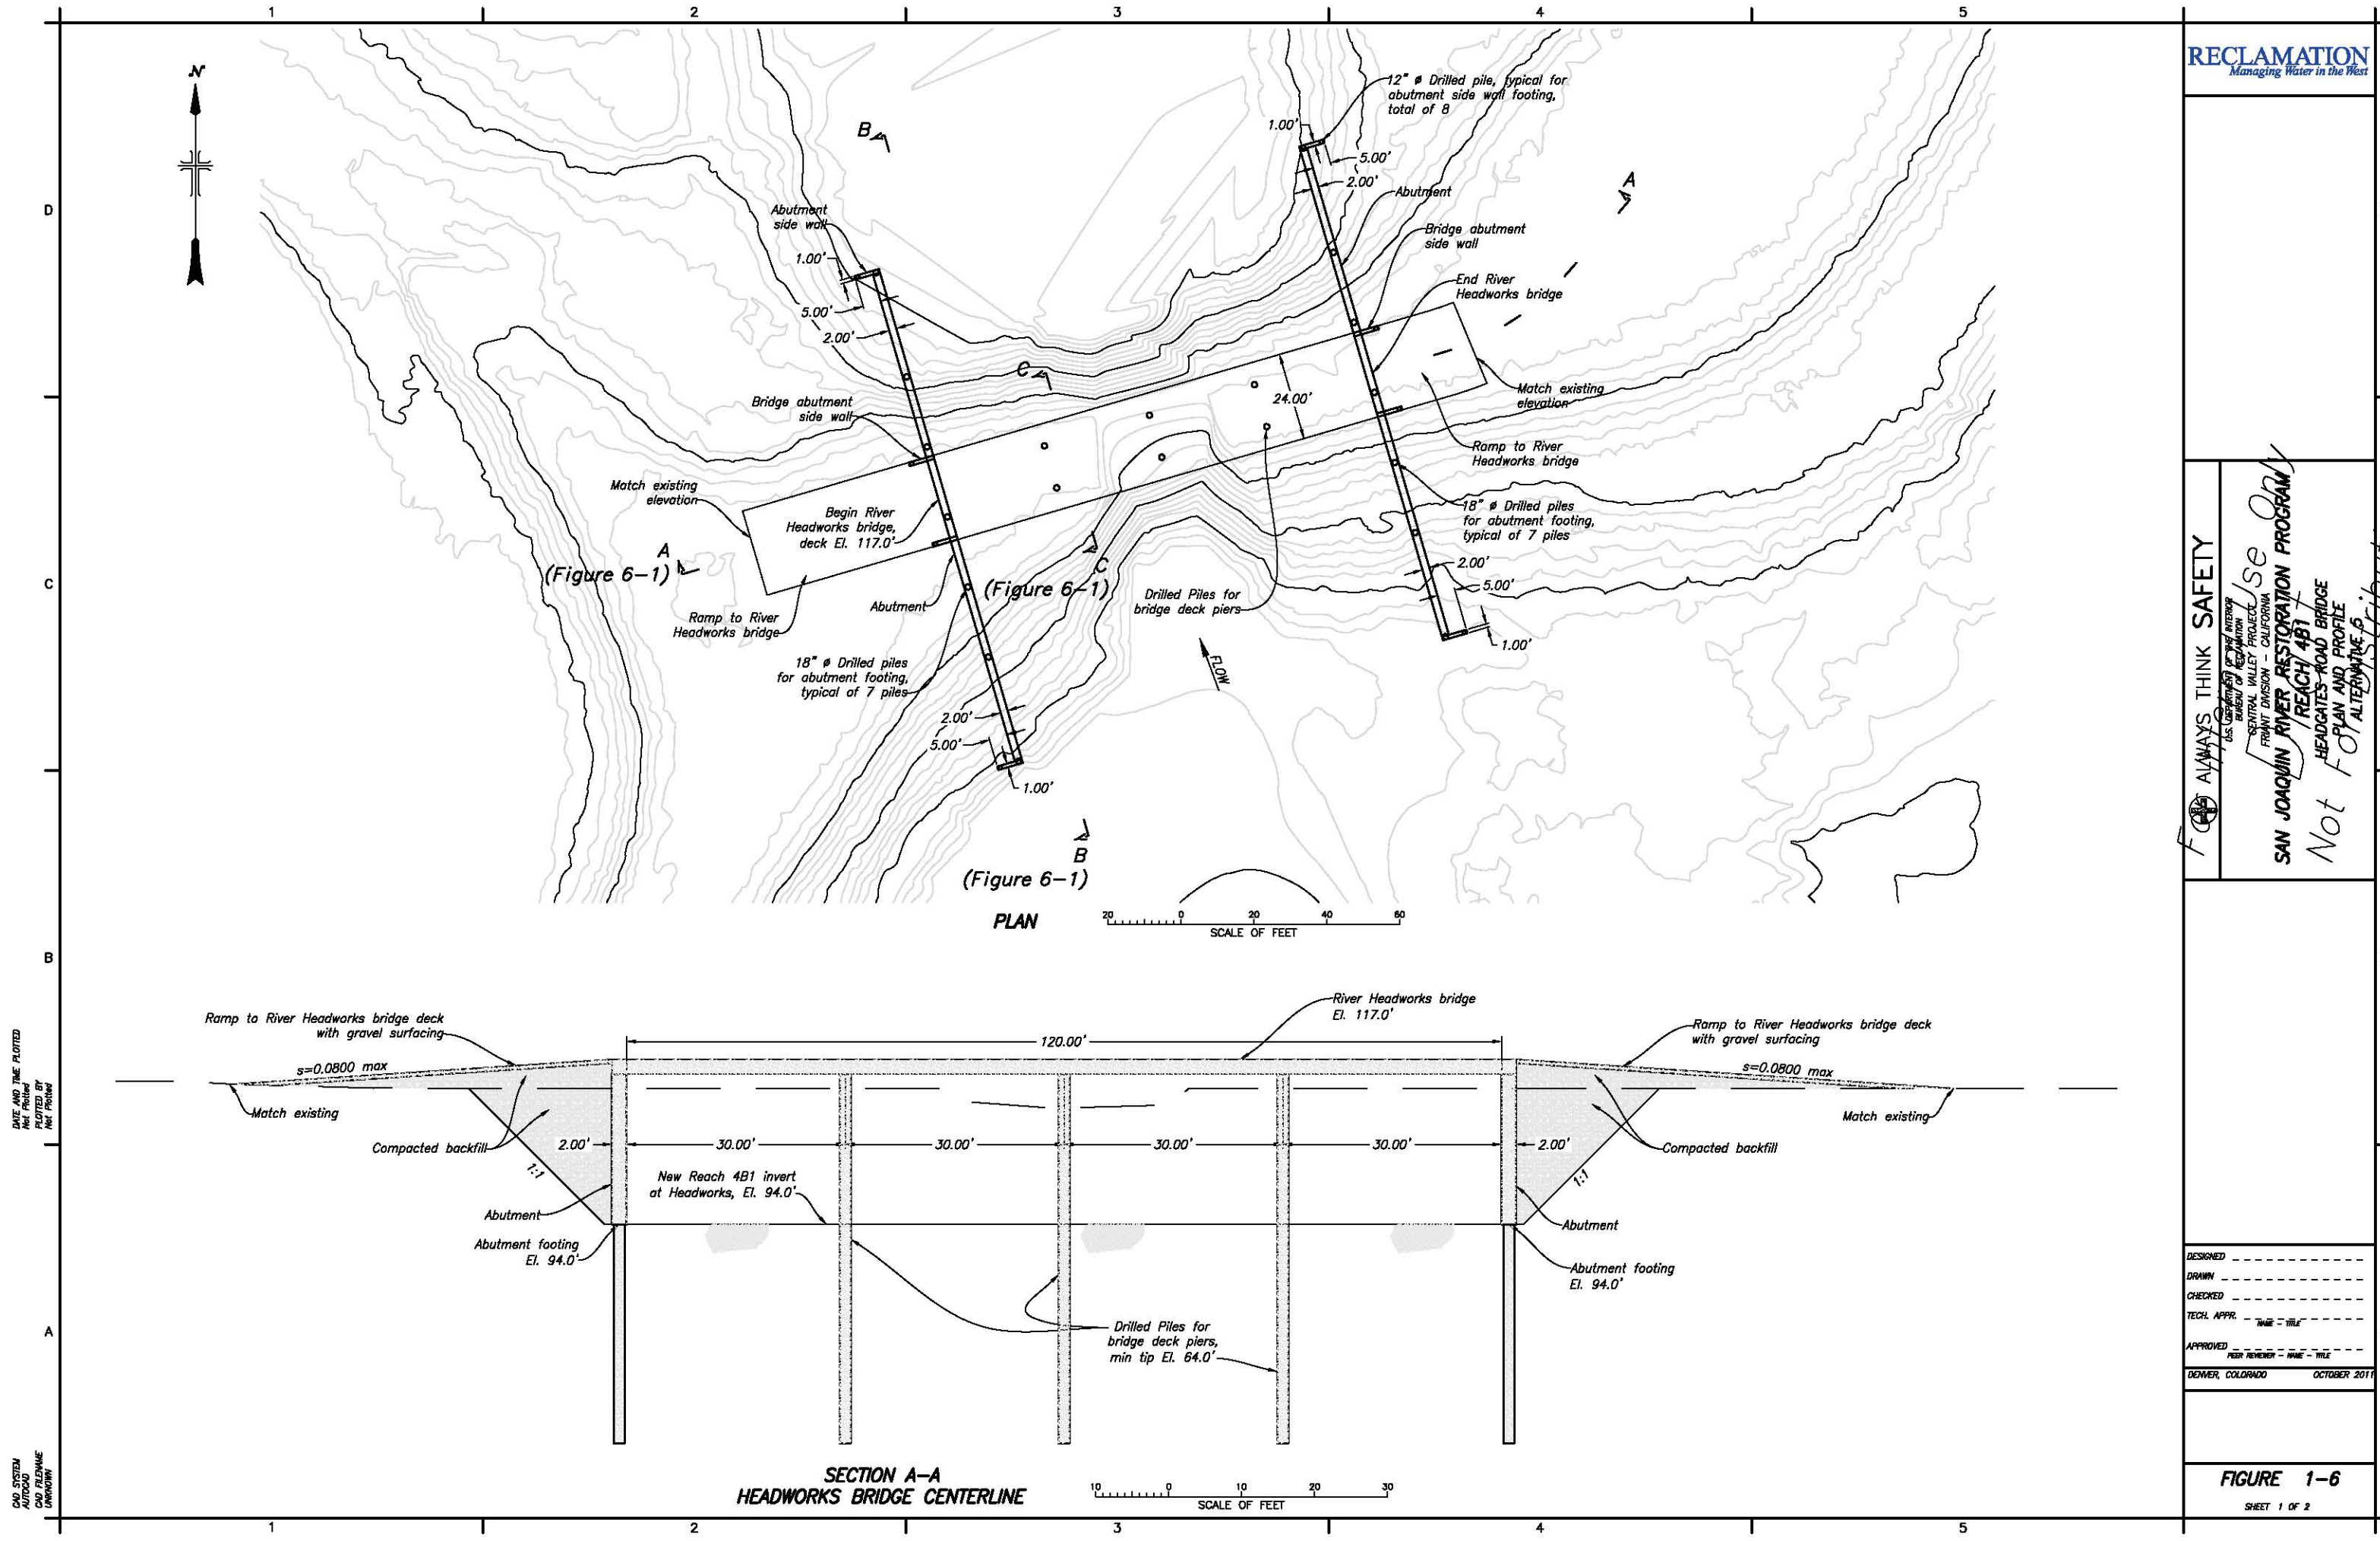 1 2 3 4 5
RECLAMATION
Managing Water in the West
N
12" ø Drilled pile, typical for
abutment side wall footing,
total of 8
1.00'
5.00'
2.00'
Abutment
B
A
D
Abutment
side wall
1.00'
5.00'
2.00'
Bridge abutment
side wall
End River
Headworks bridge
C
24.00'
Match existing
elevation
Bridge abutment
side wall
Ramp to River
Headworks bridge
Match existing
elevation
Begin River
Headworks bridge,
deck El. 117.0'
18" ø Drilled piles
for abutment footing,
typical of 7 piles
A
(Figure 6-1)
C
(Figure 6-1)
2.00'
5.00'
1.00'
C
Abutment
Drilled Piles for
bridge deck piers
Ramp to River
Headworks bridge
FLOW
18" ø Drilled piles
for abutment footing,
typical of 7 piles
2.00'
5.00'
1.00'
B
(Figure 6-1)
PLAN
20 0 20 40 60
SCALE OF FEET
B
River Headworks bridge
El. 117.0'
Ramp to River Headworks bridge deck
with gravel surfacing
Ramp to River Headworks bridge deck
with gravel surfacing
120.00'
s=0.0800 max
s=0.0800 max
Match existing
Match existing
Compacted backfill
2.00' 30.00' 30.00' 30.00' 30.00' 2.00'
Compacted backfill
1:1
1:1
New Reach 4B1 invert
at Headworks, El. 94.0'
Abutment
Abutment
Abutment footing
El. 94.0'
Abutment footing
El. 94.0'
A
Drilled Piles for
bridge deck piers,
min tip El. 64.0'
SECTION A-A
HEADWORKS BRIDGE CENTERLINE
10 0 10 20 30
SCALE OF FEET
1 2 3 4 5
DATE AND TIME PLOTTED
Not Plotted
PLOTTED BY
Not Plotted
CAD SYSTEM
AUTOCAD
CAD FILENAME
UNKNOWN
ALWAYS THINK SAFETY
U.S. DEPARTMENT OF THE INTERIOR
BUREAU OF RECLAMATION
CENTRAL VALLEY PROJECT
FRIANT DIVISION - CALIFORNIA
SAN JOAQUIN RIVER RESTORATION PROGRAM
REACH 4B1
HEADGATES ROAD BRIDGE
PLAN AND PROFILE
ALTERNATIVE
Use Only
Not For
DESIGNED
DRAWN
CHECKED
TECH. APPR.
NAME - TITLE
APPROVED
PEER REVIEWER - NAME - TITLE
DENVER, COLORADO OCTOBER 2011
FIGURE 1-6
SHEET 1 OF 2